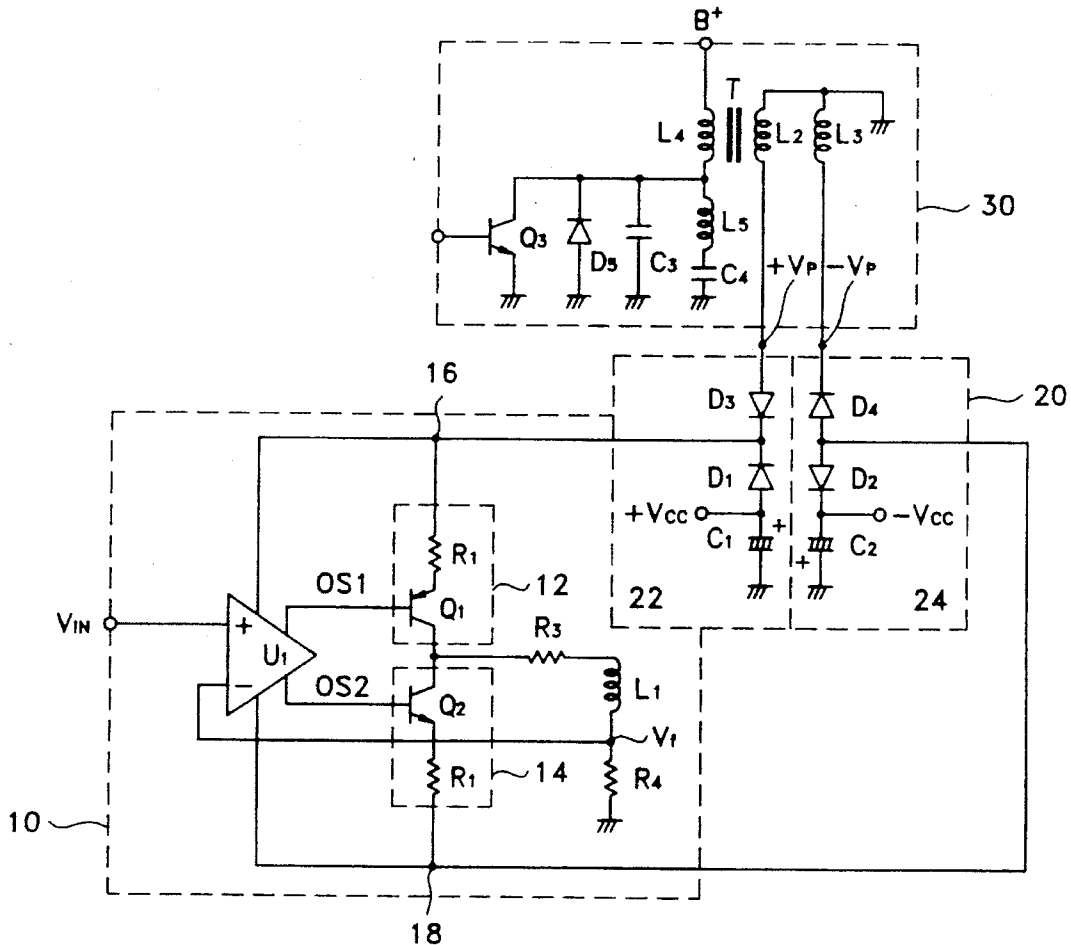 B+
T
L4
L2
L3
30
Q3
D5
C3
L5
C4
+VP
-VP
16
D3
D4
20
D1
D2
+VCC
-VCC
C1
+
C2
+
22
24
R1
12
OS1
Q1
VIN
+
U1
-
R3
L1
OS2
Q2
Vf
R1
14
R4
10
18